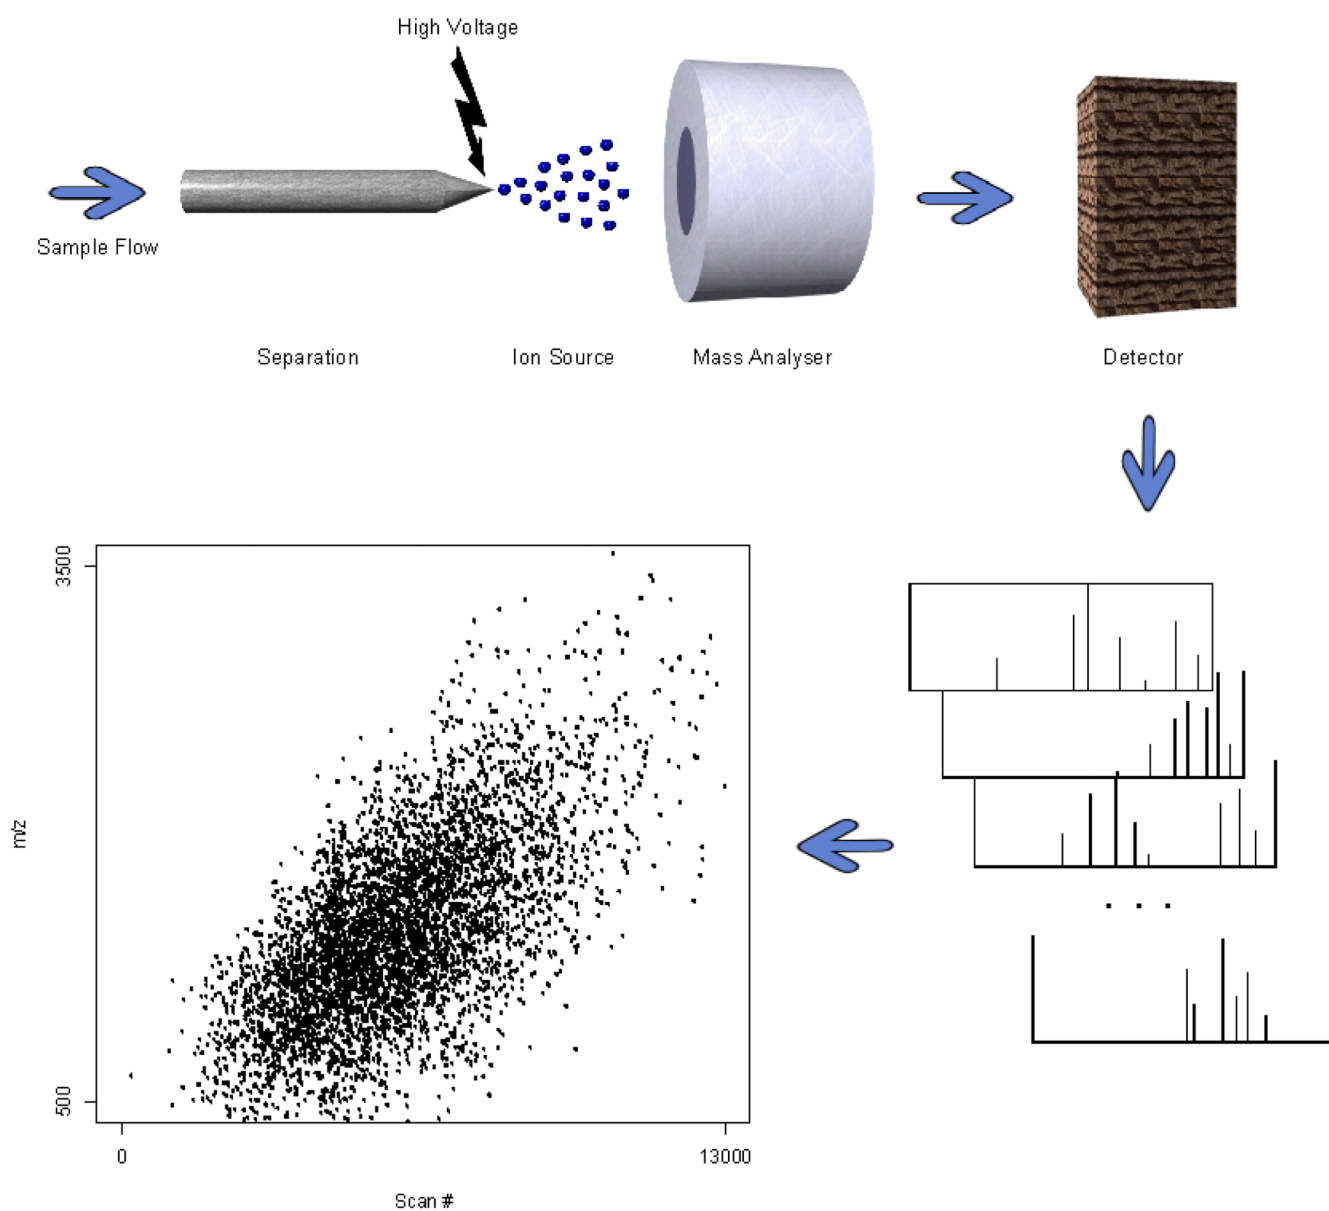 High Voltage
Sample Flow
Separation
Ion Source
Mass Analyser
Detector
3500
m/z
500
0
13000
Scan #